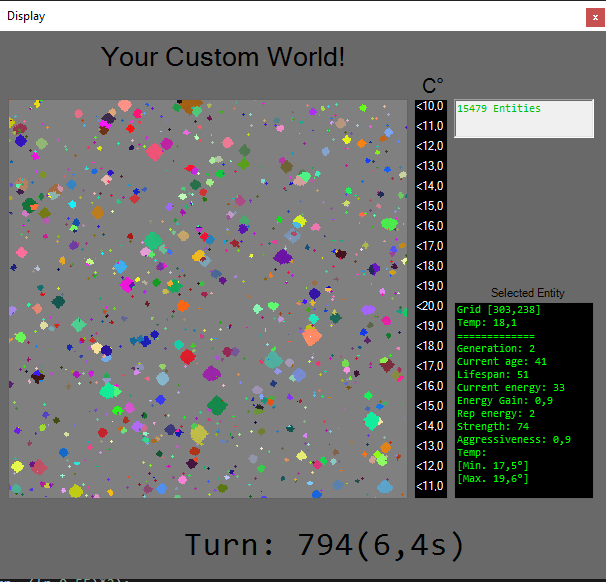 Display
x
Your Custom World!
C°
15479 Entities
<10,0
<11,0
<12,0
<13,0
<14,0
<15,0
<16,0
<17,0
<18,0
<19,0
<20,0
<19,0
<18,0
<17,0
<16,0
<15,0
<14,0
<13,0
<12,0
<11,0
Selected Entity
Grid [303,238]
Temp: 18,1
=============
Generation: 2
Current age: 41
Lifespan: 51
Current energy: 33
Energy Gain: 0,9
Rep energy: 2
Strength: 74
Aggressiveness: 0,9
Temp:
[Min. 17,5°]
[Max. 19,6°]
Turn: 794(6,4s)